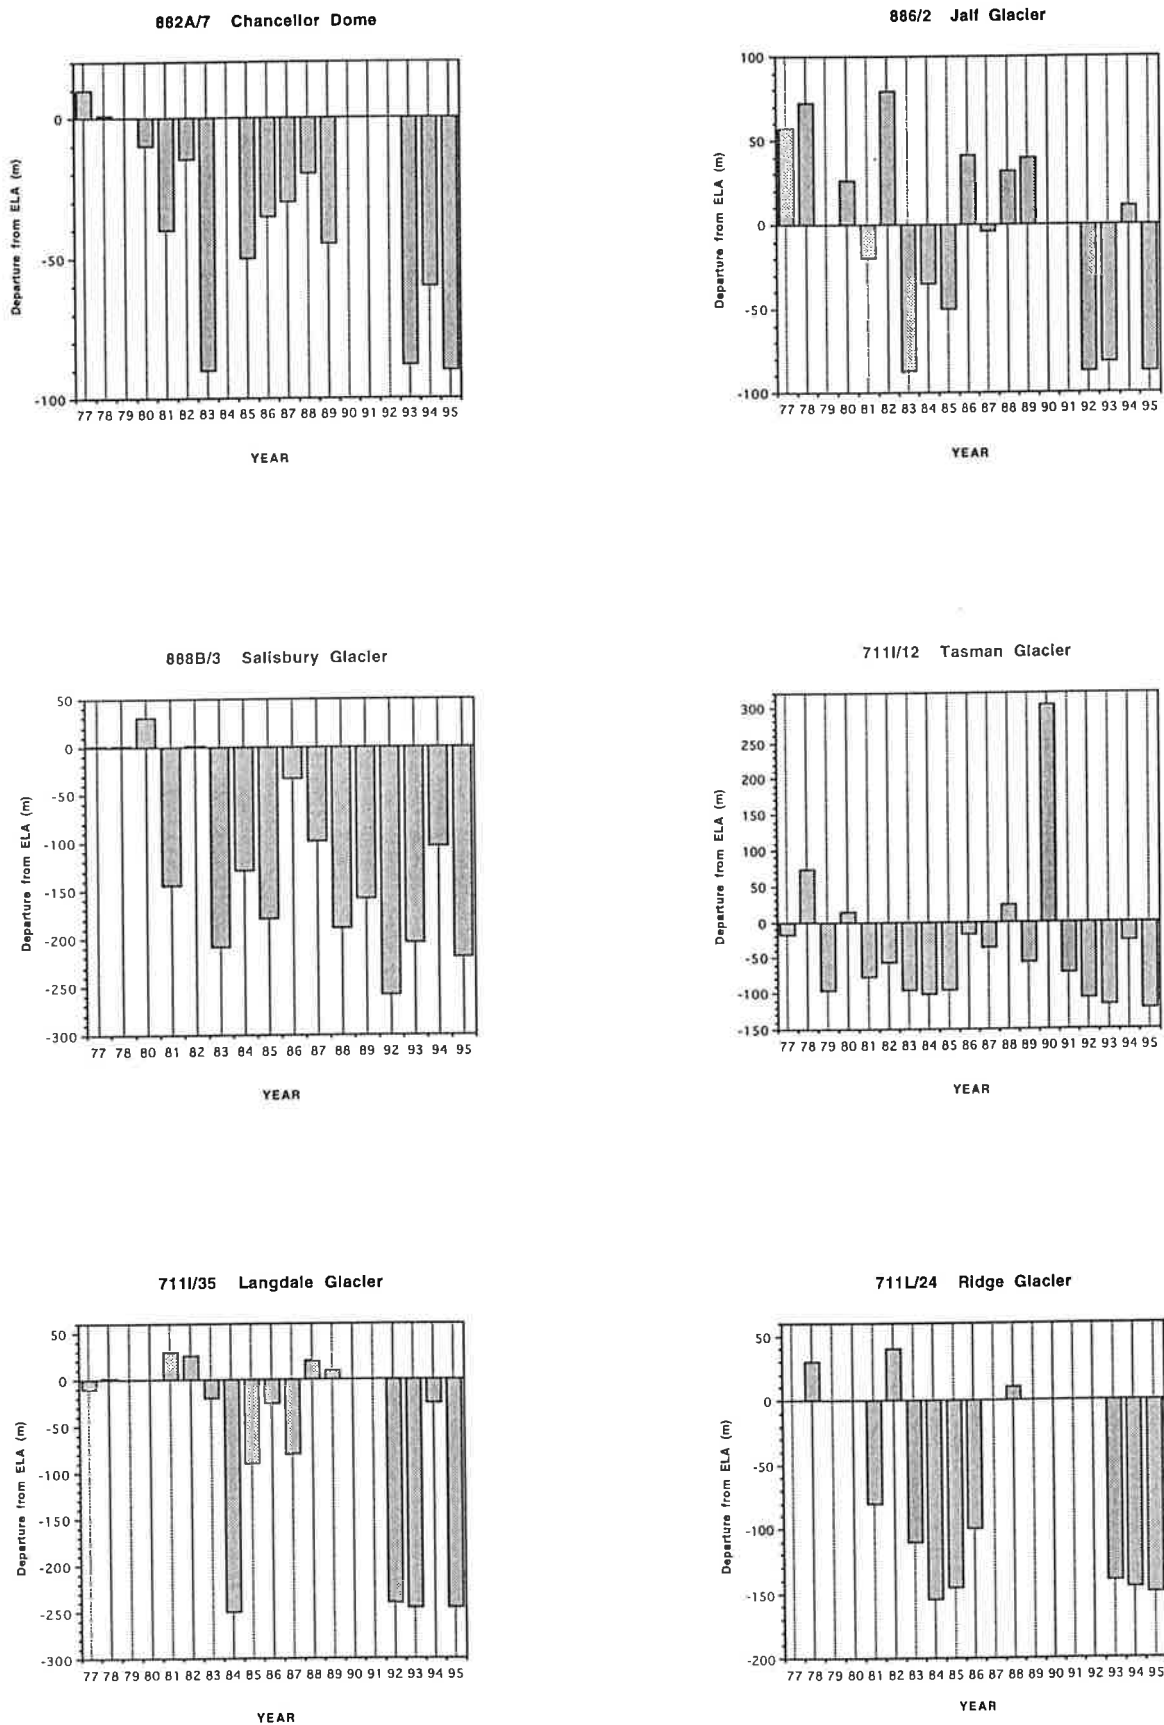 882A/7 Chancellor Dome
0
-50
-100
Departure from ELA (m)
77 78 79 80 81 82 83 84 85 86 87 88 89 90 91 92 93 94 95
YEAR
886/2 Jalf Glacier
100
50
0
-50
-100
Departure from ELA (m)
77 78 79 80 81 82 83 84 85 86 87 88 89 90 91 92 93 94 95
YEAR
888B/3 Salisbury Glacier
50
0
-50
-100
-150
-200
-250
-300
Departure from ELA (m)
77 78 80 81 82 83 84 85 86 87 88 89 92 93 94 95
YEAR
711I/12 Tasman Glacier
300
250
200
150
100
50
0
-50
-100
-150
Departure from ELA (m)
77 78 79 80 81 82 83 84 85 86 87 88 89 90 91 92 93 94 95
YEAR
711I/35 Langdale Glacier
50
0
-50
-100
-150
-200
-250
-300
Departure from ELA (m)
77 78 79 80 81 82 83 84 85 86 87 88 89 90 91 92 93 94 95
YEAR
711L/24 Ridge Glacier
50
0
-50
-100
-150
-200
Departure from ELA (m)
77 78 79 80 81 82 83 84 85 86 87 88 89 90 91 92 93 94 95
YEAR